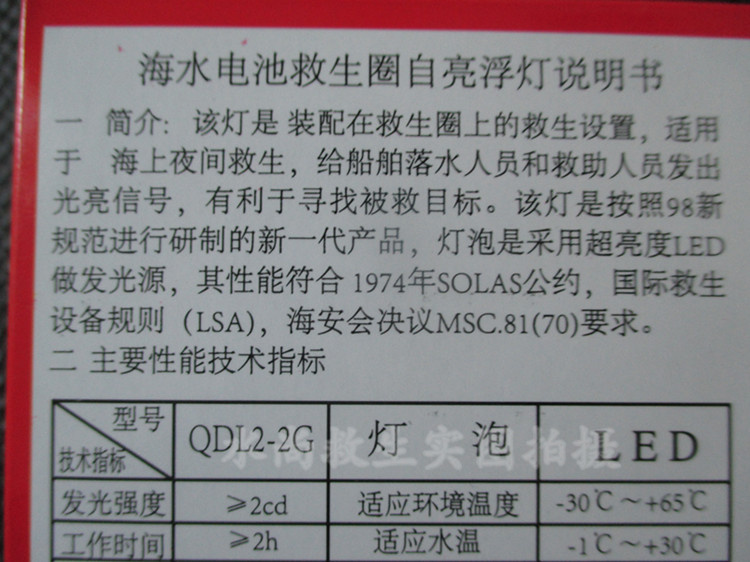 海水电池救生圈自亮浮灯说明书
一 简介: 该灯是 装配在救生圈上的救生设置，适用
于 海上夜间救生，给船舶落水人员和救助人员发出
光亮信号，有利于寻找被救目标。该灯是按照98新
规范进行研制的新一代产品，灯泡是采用超亮度LED
做发光源，其性能符合 1974年SOLAS公约，国际救生
设备规则（LSA), 海安会决议MSC.81(70)要求。
二 主要性能技术指标
型号 QDL2-2G 灯 泡 LED
技术指标
发光强度 ≥2cd 适应环境温度 -30℃～+65℃
工作时间 ≥2h 适应水温 -1℃～+30℃